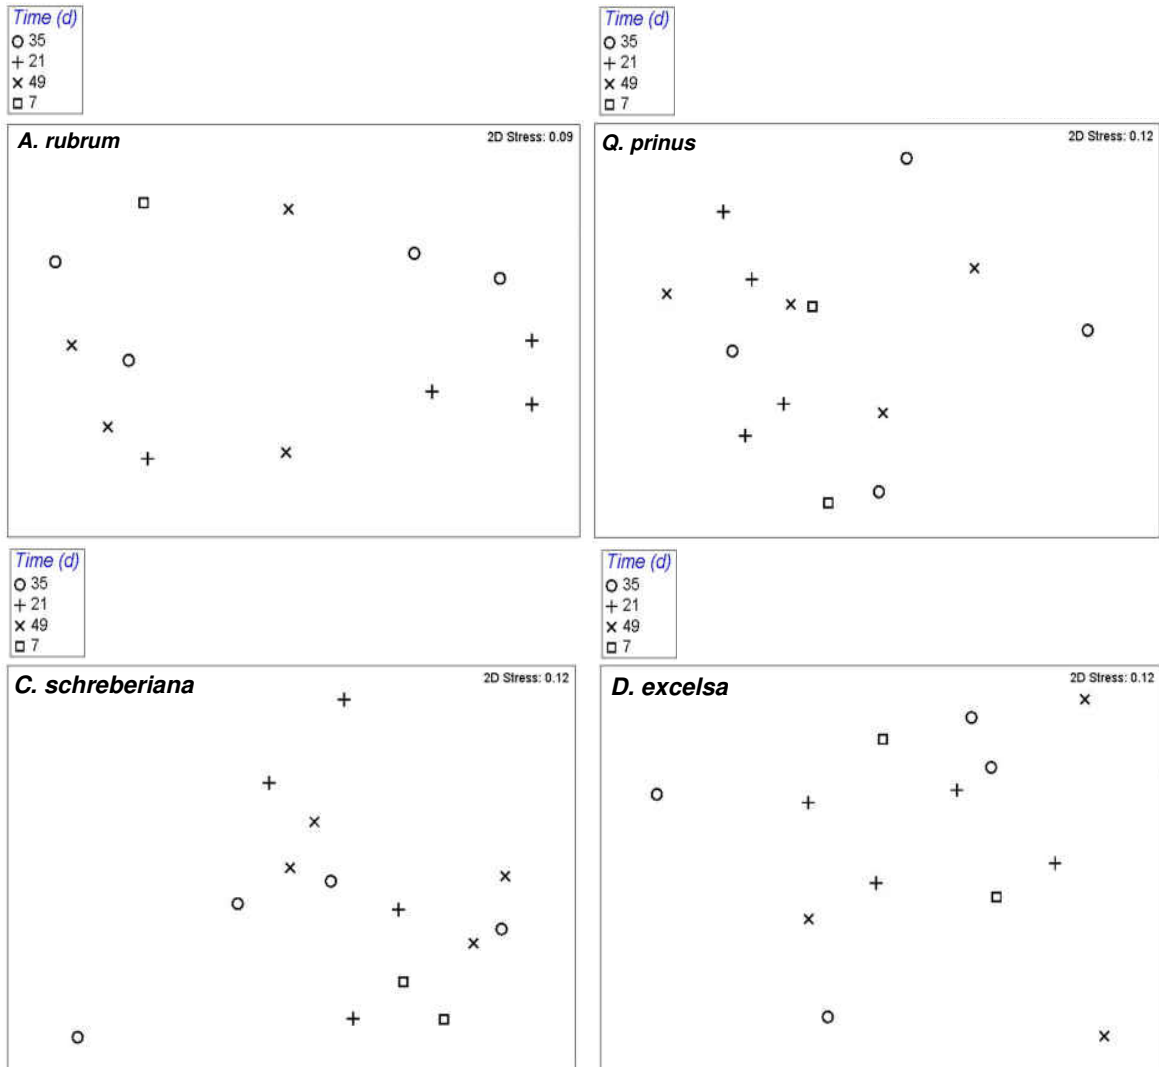 Time (d)
35
21
49
7
A. rubrum
2D Stress: 0.09
Time (d)
35
21
49
7
Q. prinus
2D Stress: 0.12
Time (d)
35
21
49
7
C. schreberiana
2D Stress: 0.12
Time (d)
35
21
49
7
D. excelsa
2D Stress: 0.12